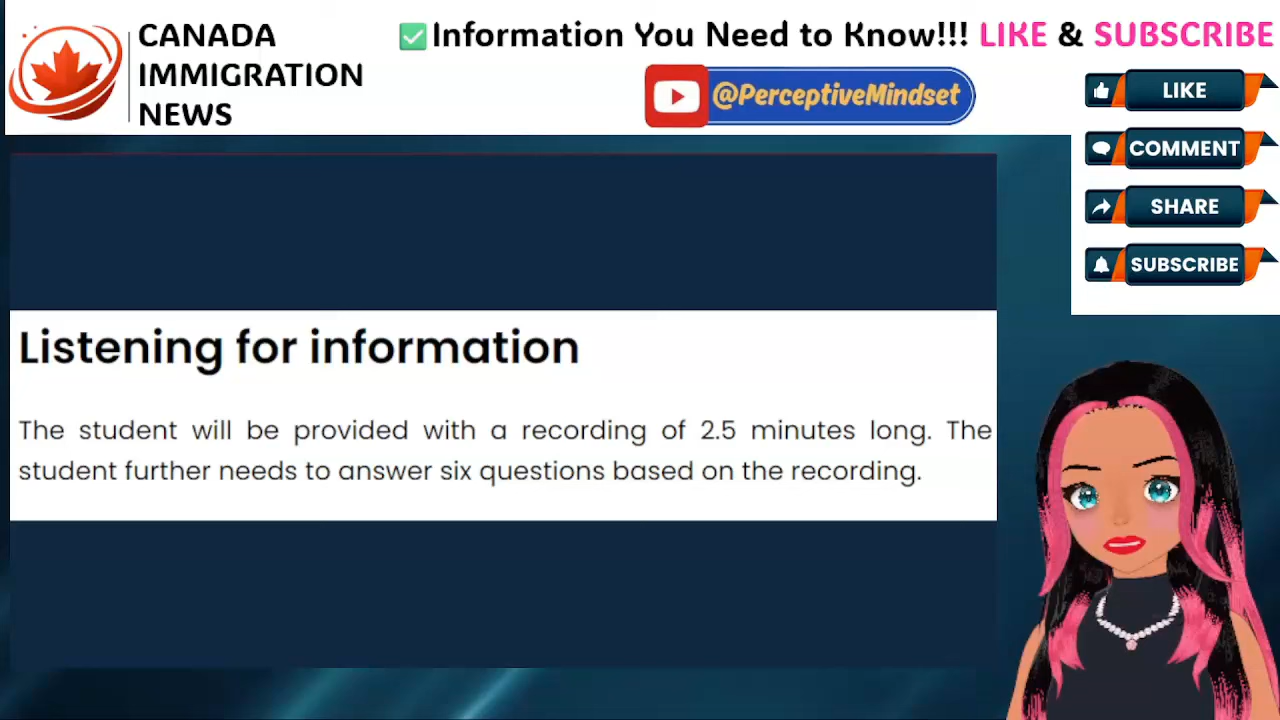 CANADA
IMMIGRATION
NEWS
✅Information You Need to Know!!! LIKE & SUBSCRIBE
@PerceptiveMindset
LIKE
COMMENT
SHARE
SUBSCRIBE
Listening for information
The student will be provided with a recording of 2.5 minutes long. The
student further needs to answer six questions based on the recording.